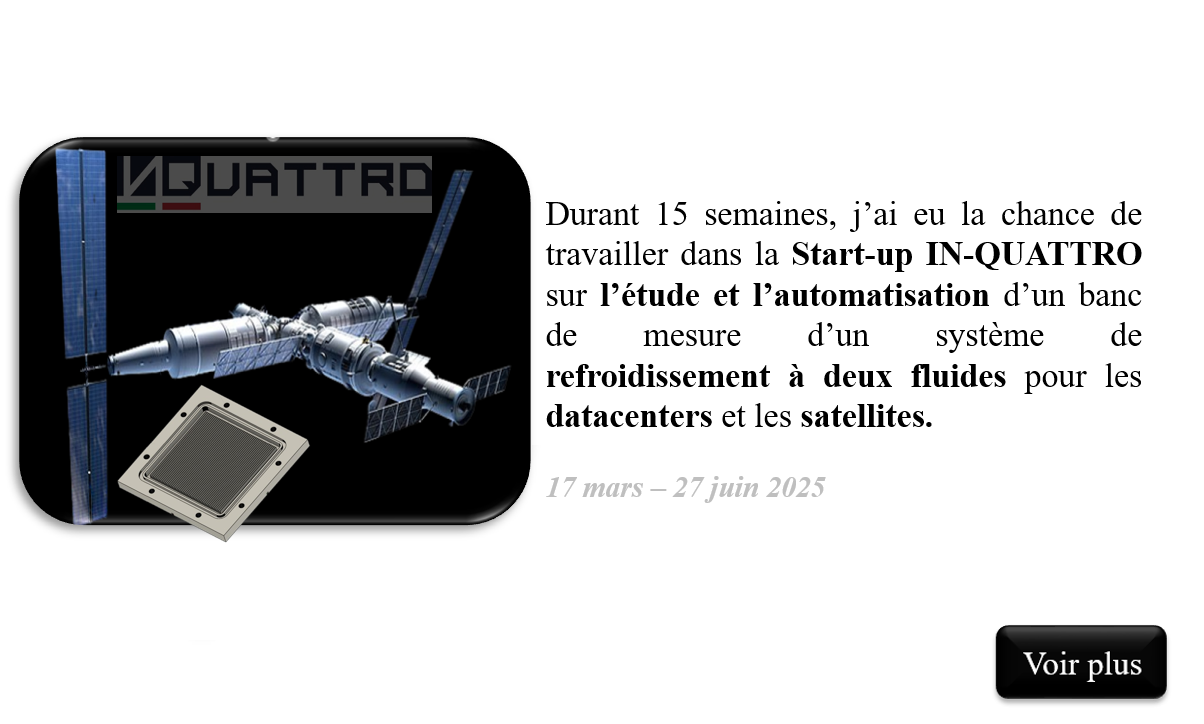 INQUATTRO
Durant 15 semaines, j’ai eu la chance de
travailler dans la Start-up IN-QUATTRO
sur l’étude et l’automatisation d’un banc
de mesure d’un système de
refroidissement à deux fluides pour les
datacenters et les satellites.
17 mars – 27 juin 2025
Voir plus